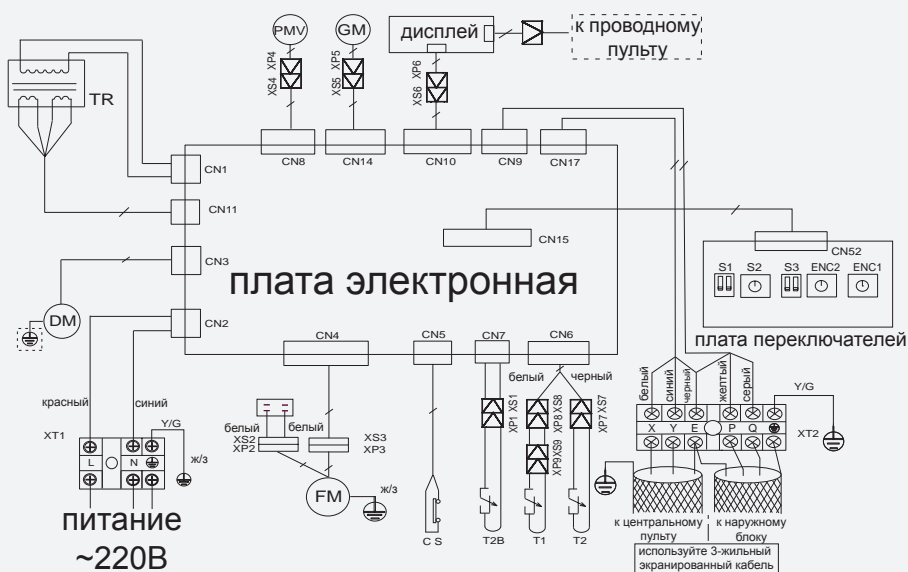 PMV
GM
дисплей
к проводному
пульту
XS4 XP4
XS5 XP5
XS6 XP6
TR
CN8
CN14
CN10
CN9
CN17
CN1
CN11
CN15
CN52
S1
S2
S3
ENC2
ENC1
плата переключателей
CN3
DM
плата электронная
CN2
CN4
CN5
CN7
CN6
белый
черный
красный
синий
Y/G
XT1
L
N
ж/з
питание
~220В
белый
белый
XS2
XP2
XS3
XP3
FM
ж/з
C S
XP1 XS1
XP8 XS8
XP9 XS9
XP7 XS7
T2B
T1
T2
белый
синий
черный
желтый
серый
Y/G
X
Y
E
P
Q
XT2
к центральному
пульту
к наружному
блоку
используйте 3-жильный
экранированный кабель